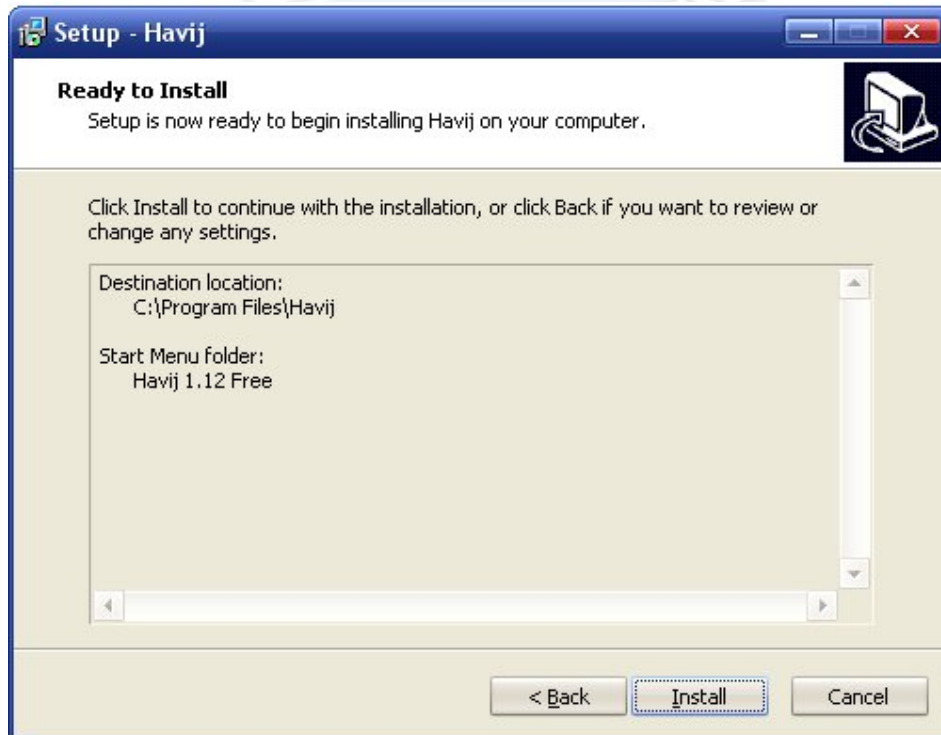 Setup - Havij
Ready to Install
Setup is now ready to begin installing Havij on your computer.
Click Install to continue with the installation, or click Back if you want to review or
change any settings.
Destination location:
C:\Program Files\Havij
Start Menu folder:
Havij 1.12 Free
< Back
Install
Cancel